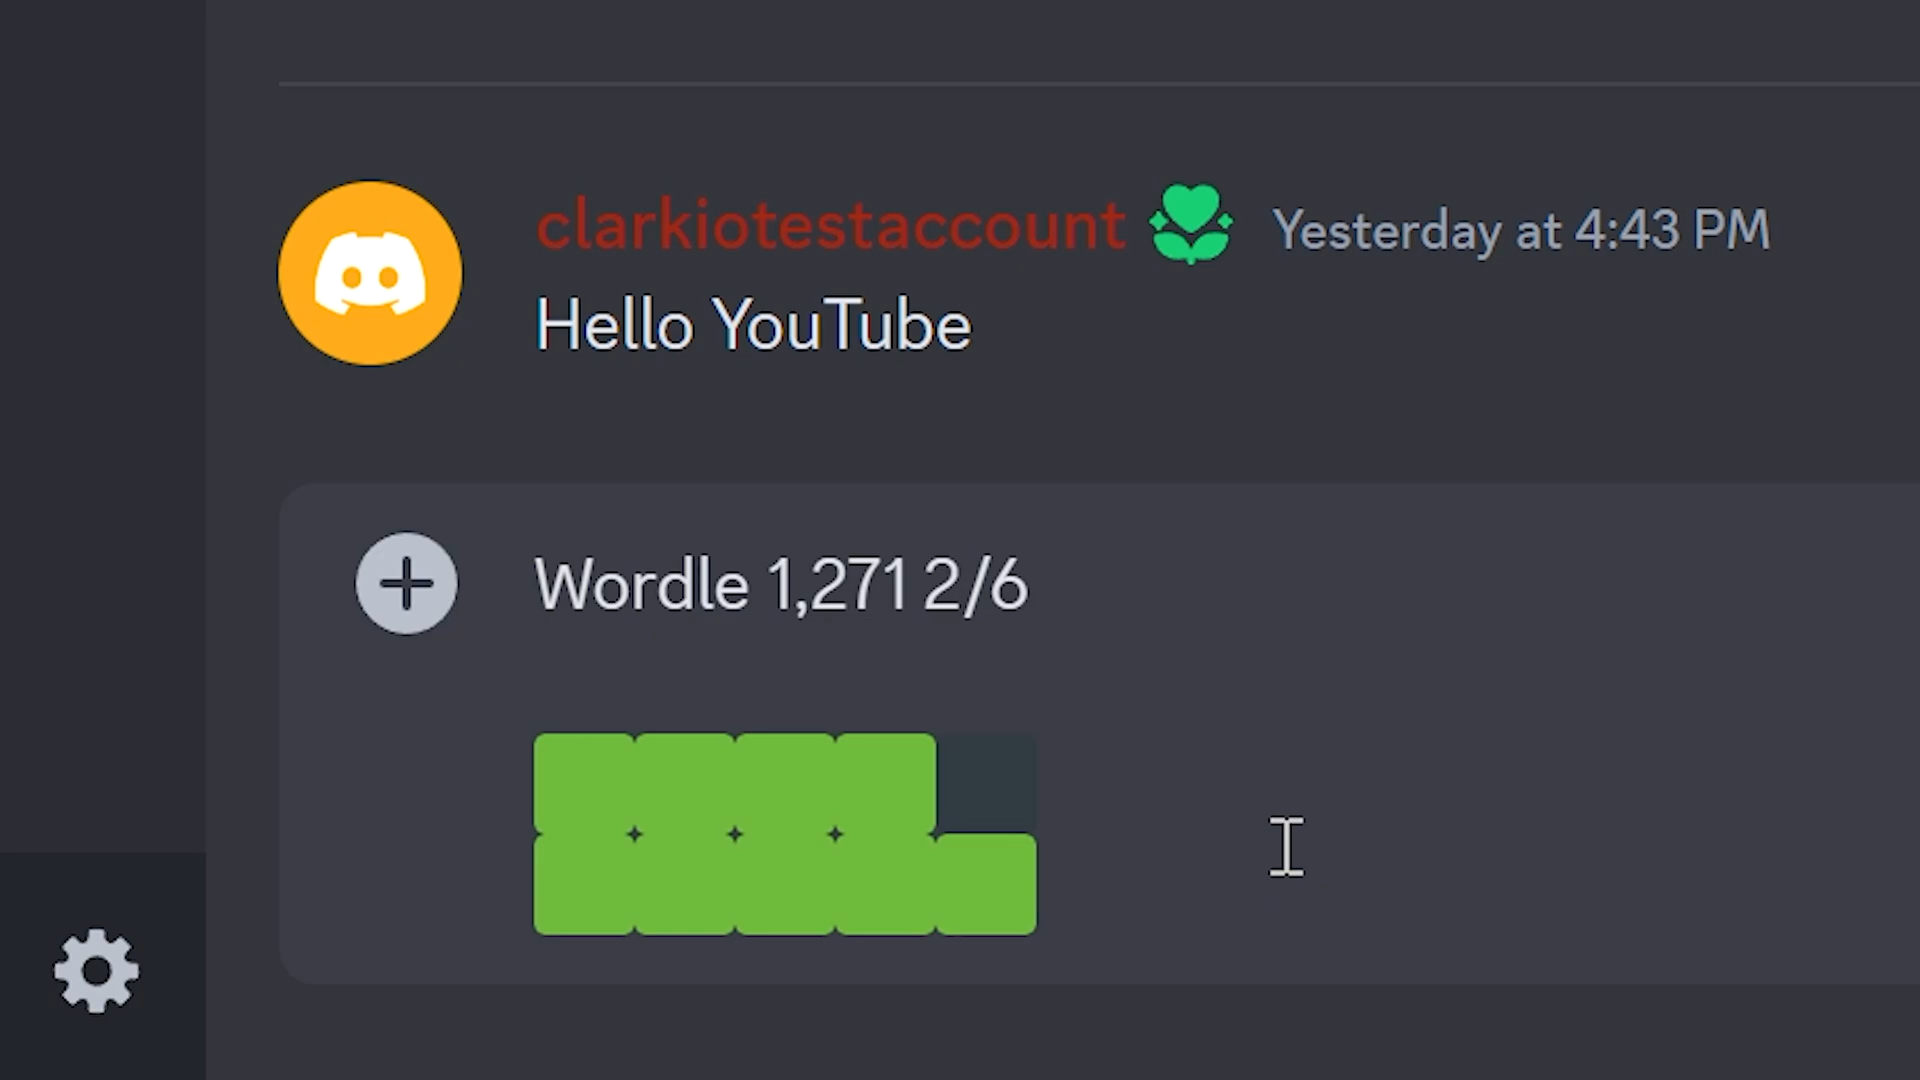 clarkiotestaccount Yesterday at 4:43 PM
Hello YouTube
Wordle 1,271 2/6